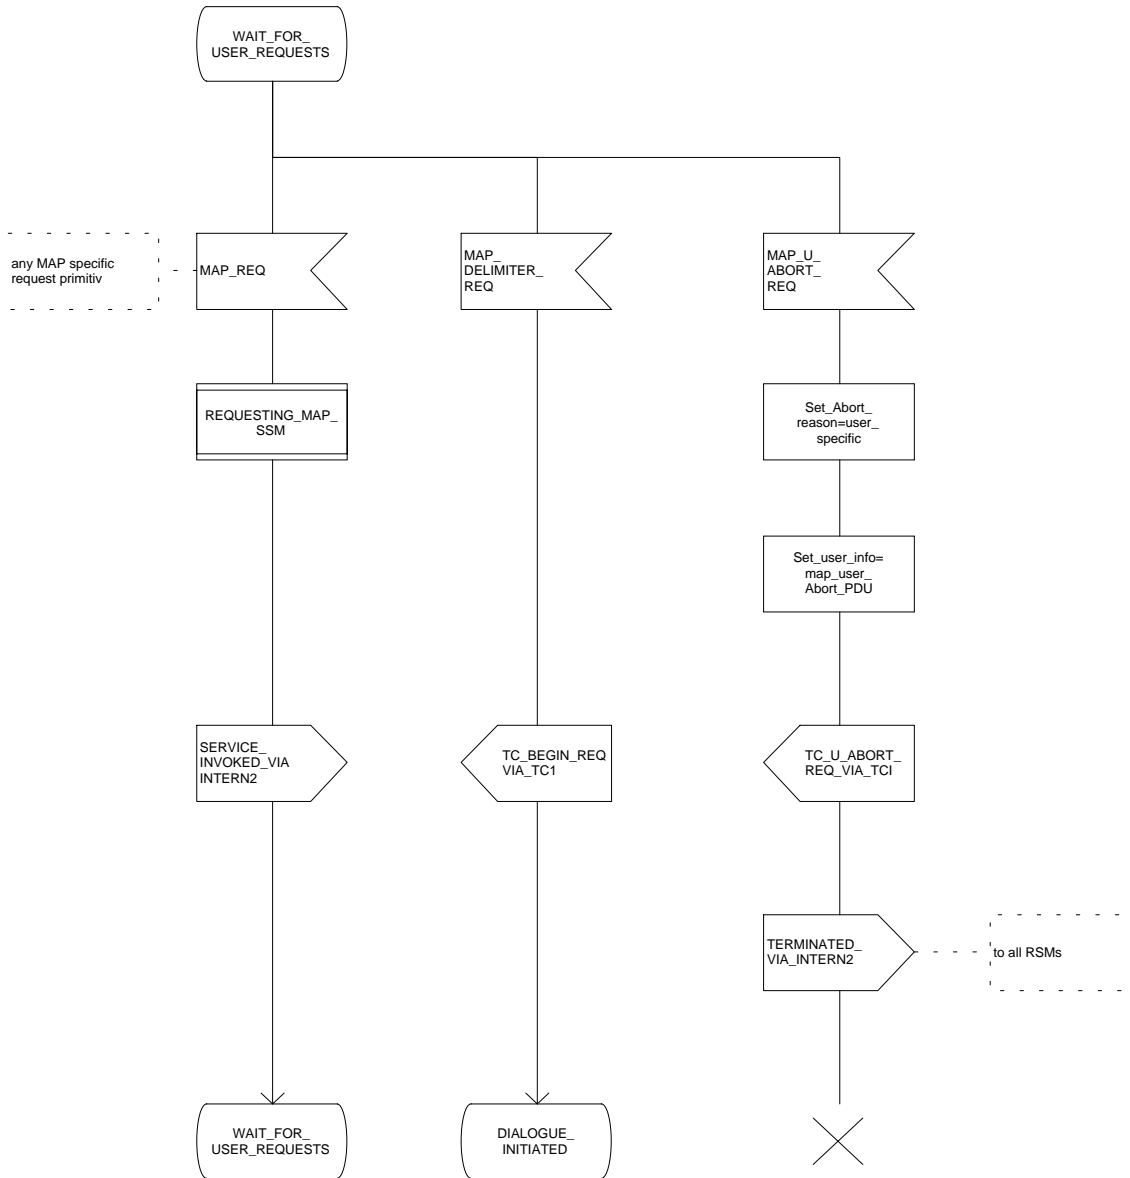 WAIT_FOR_
USER_REQUESTS
any MAP specific
request primitiv
MAP_REQ
MAP_
DELIMITER_
REQ
MAP_U_
ABORT_
REQ
REQUESTING_MAP_
SSM
Set_Abort_
reason=user_
specific
Set_user_info=
map_user_
Abort_PDU
SERVICE_
INVOKED_VIA
INTERN2
TC_BEGIN_REQ
VIA_TC1
TC_U_ABORT_
REQ_VIA_TCI
TERMINATED_
VIA_INTERN2
to all RSMs
WAIT_FOR_
USER_REQUESTS
DIALOGUE_
INITIATED